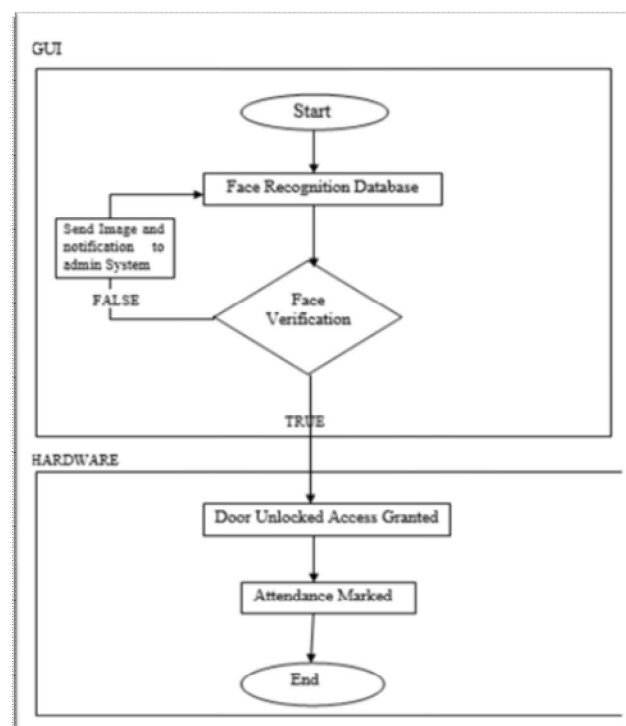 GUI
Start
Face Recognition Database
Send Image and
notification to
admin System
FALSE
Face
Verification
TRUE
HARDWARE
Door Unlocked Access Granted
Attendance Marked
End